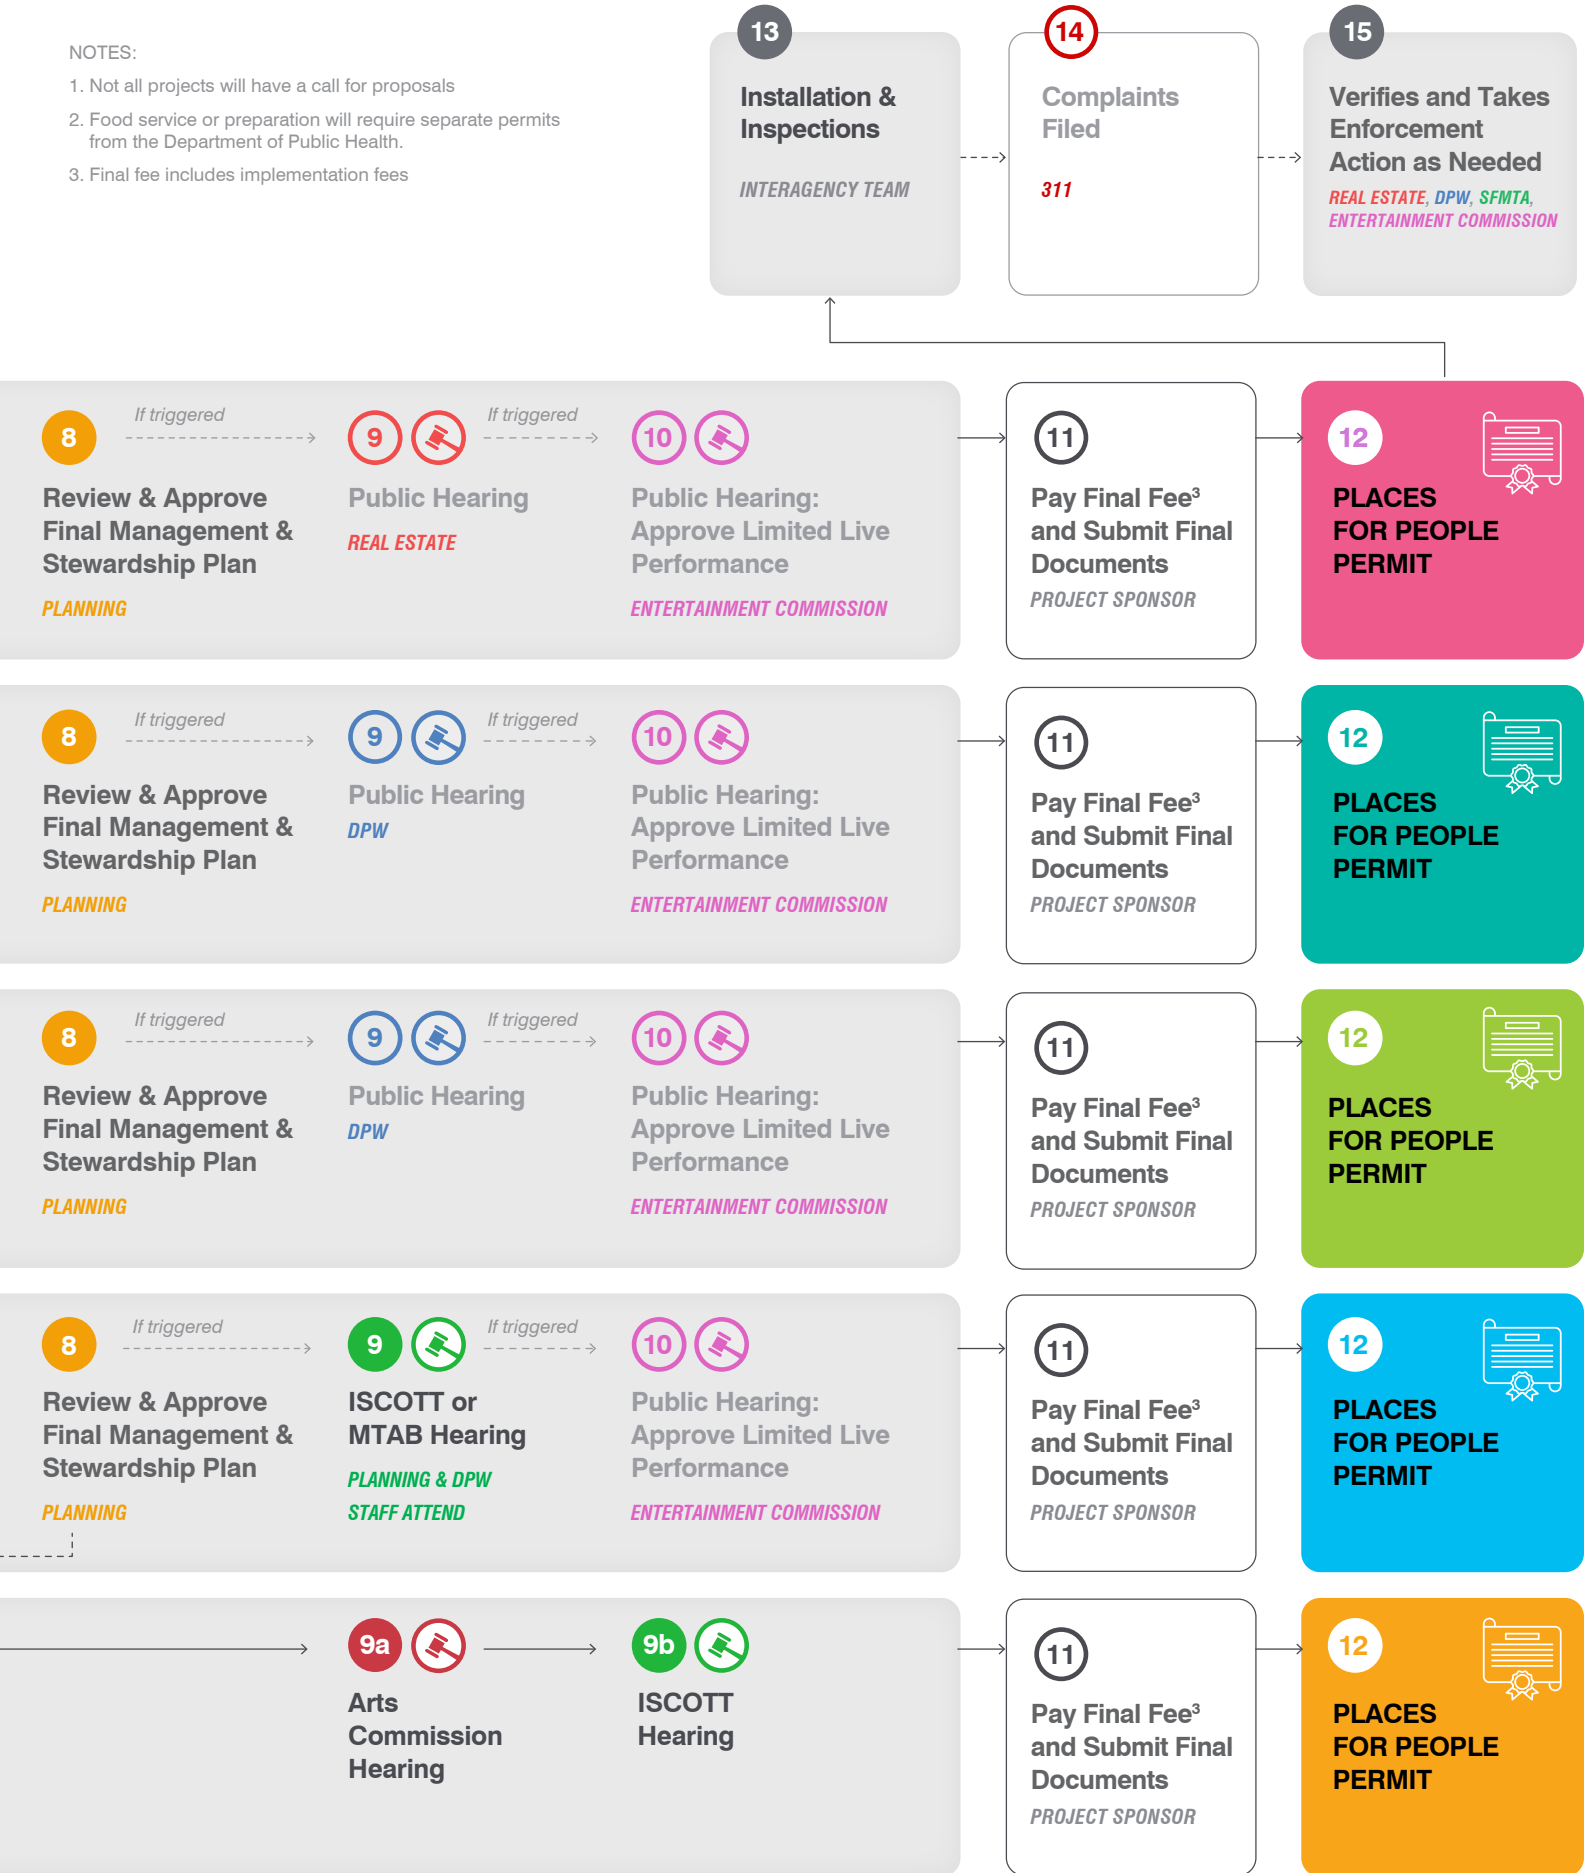 NOTES:
1. Not all projects will have a call for proposals
2. Food service or preparation will require separate permits
from the Department of Public Health.
3. Final fee includes implementation fees
13
Installation &
Inspections
INTERAGENCY TEAM
14
Complaints
Filed
311
15
Verifies and Takes
Enforcement
Action as Needed
REAL ESTATE, DPW, SFMTA,
ENTERTAINMENT COMMISSION
8
If triggered
Review & Approve
Final Management &
Stewardship Plan
PLANNING
9
If triggered
Public Hearing
REAL ESTATE
10
Public Hearing:
Approve Limited Live
Performance
ENTERTAINMENT COMMISSION
11
Pay Final Fee³
and Submit Final
Documents
PROJECT SPONSOR
12
PLACES
FOR PEOPLE
PERMIT
8
If triggered
Review & Approve
Final Management &
Stewardship Plan
PLANNING
9
If triggered
Public Hearing
DPW
10
Public Hearing:
Approve Limited Live
Performance
ENTERTAINMENT COMMISSION
11
Pay Final Fee³
and Submit Final
Documents
PROJECT SPONSOR
12
PLACES
FOR PEOPLE
PERMIT
8
If triggered
Review & Approve
Final Management &
Stewardship Plan
PLANNING
9
If triggered
Public Hearing
DPW
10
Public Hearing:
Approve Limited Live
Performance
ENTERTAINMENT COMMISSION
11
Pay Final Fee³
and Submit Final
Documents
PROJECT SPONSOR
12
PLACES
FOR PEOPLE
PERMIT
8
If triggered
Review & Approve
Final Management &
Stewardship Plan
PLANNING
9
If triggered
ISCOTT or
MTAB Hearing
PLANNING & DPW
STAFF ATTEND
10
Public Hearing:
Approve Limited Live
Performance
ENTERTAINMENT COMMISSION
11
Pay Final Fee³
and Submit Final
Documents
PROJECT SPONSOR
12
PLACES
FOR PEOPLE
PERMIT
9a
Arts
Commission
Hearing
9b
ISCOTT
Hearing
11
Pay Final Fee³
and Submit Final
Documents
PROJECT SPONSOR
12
PLACES
FOR PEOPLE
PERMIT